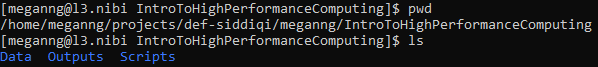 [meganng@l3.nibi IntroToHighPerformanceComputing]$ pwd
/home/meganng/projects/def-siddiqi/meganng/IntroToHighPerformanceComputing
[meganng@l3.nibi IntroToHighPerformanceComputing]$ ls
Data  Outputs  Scripts